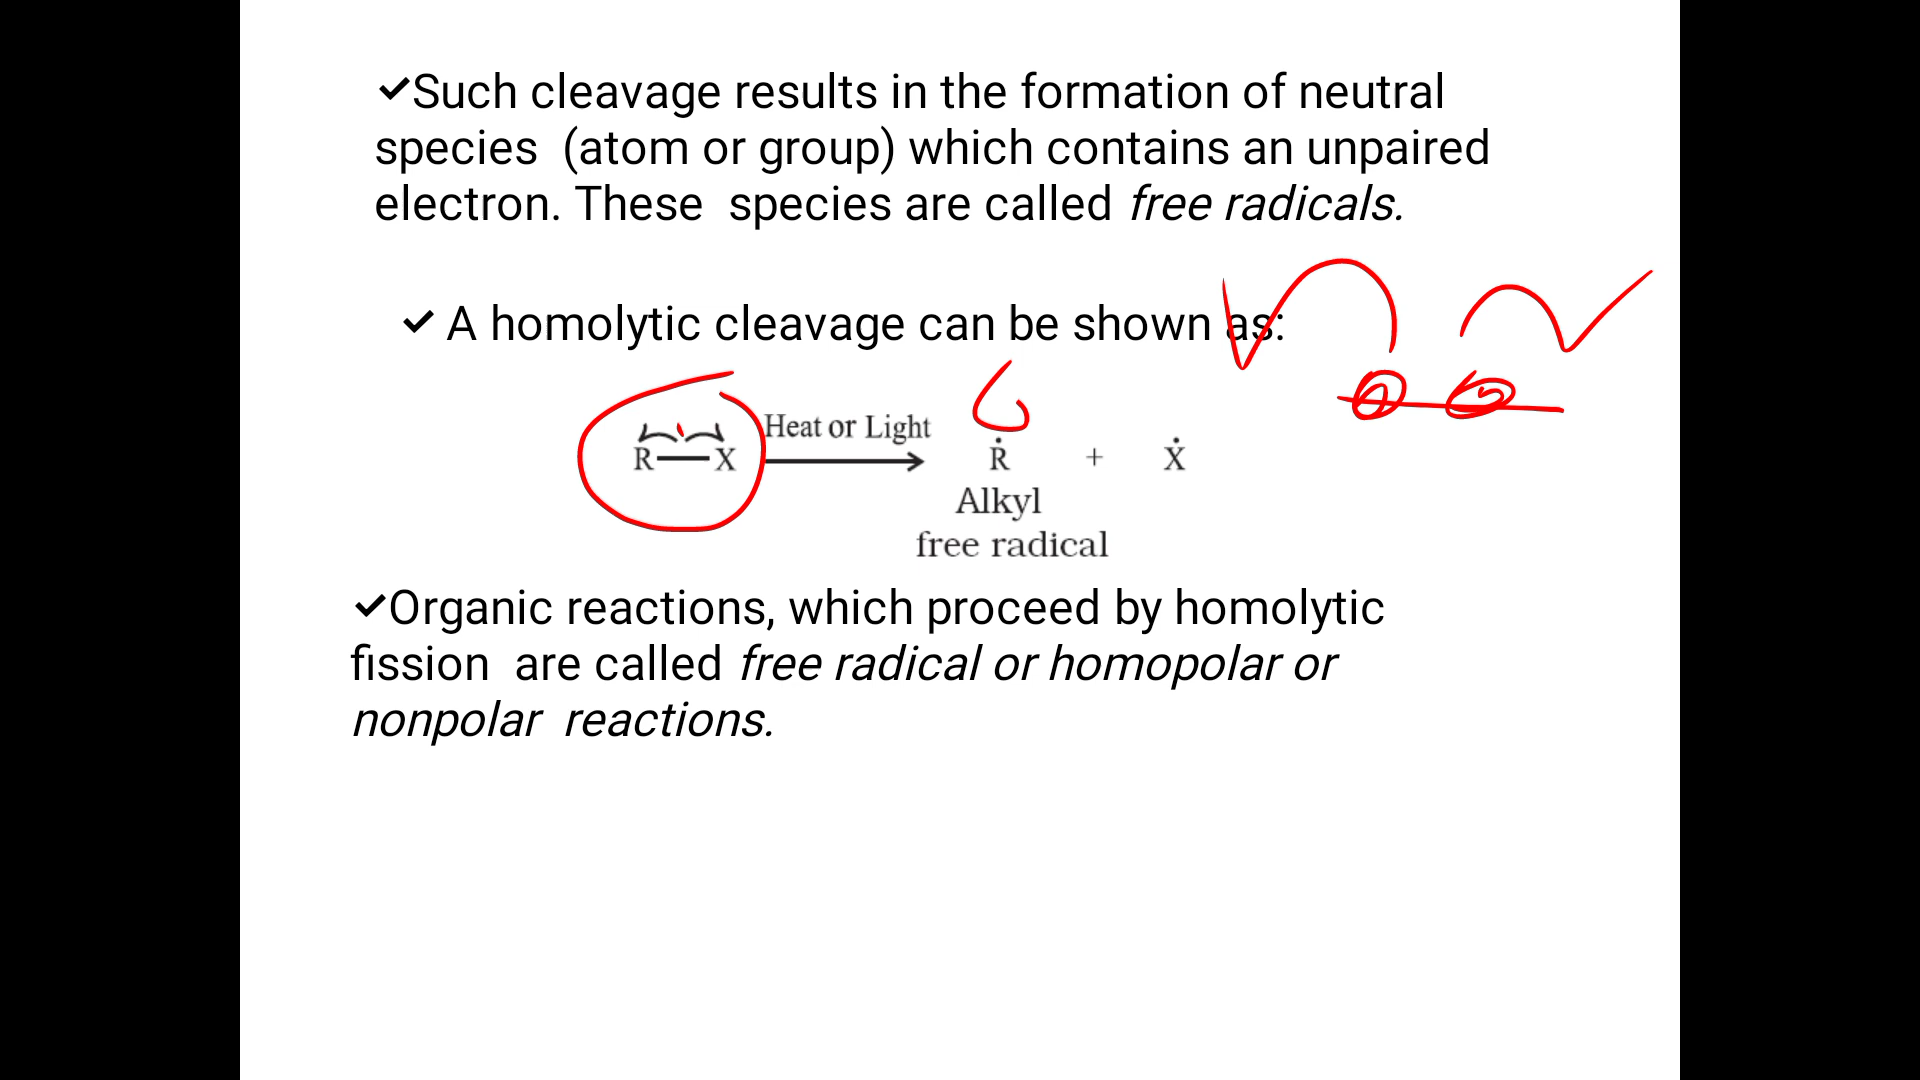 ✓Such cleavage results in the formation of neutral
species (atom or group) which contains an unpaired
electron. These species are called free radicals.
✓ A homolytic cleavage can be shown as:
R—X Heat or Light → Ṙ + Ẋ
Alkyl
free radical
✓Organic reactions, which proceed by homolytic
fission are called free radical or homopolar or
nonpolar reactions.